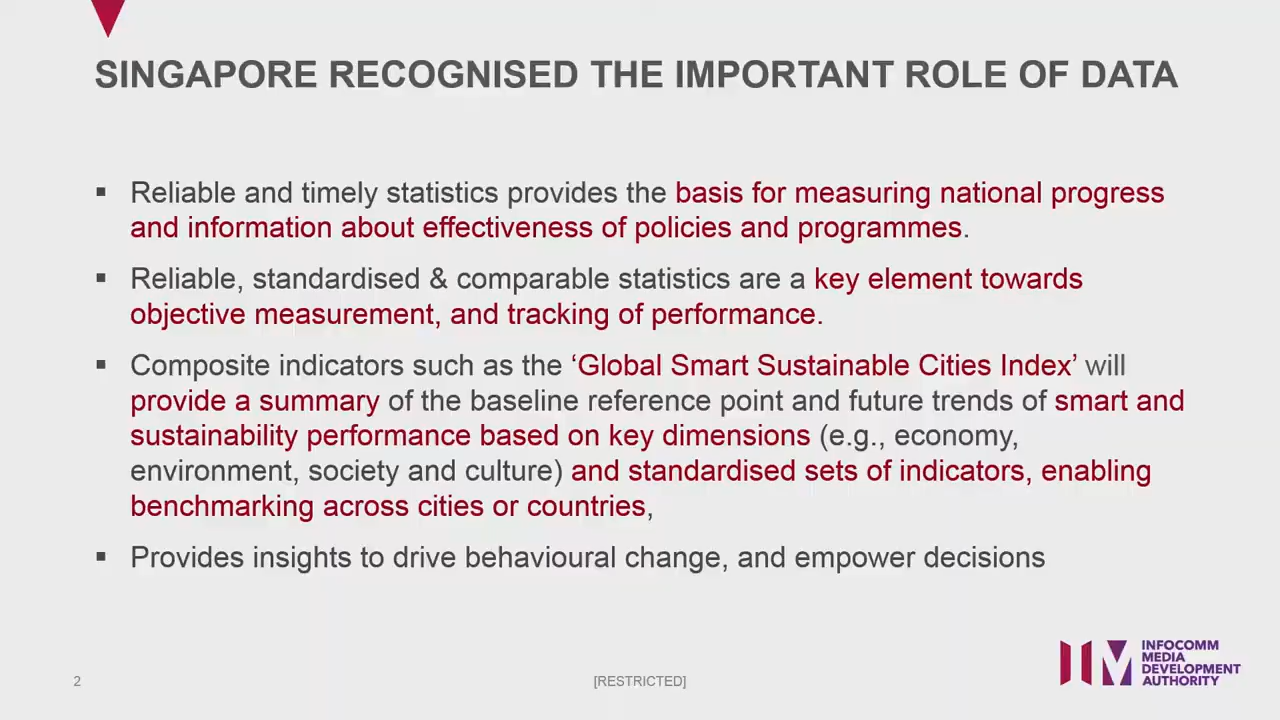 SINGAPORE RECOGNISED THE IMPORTANT ROLE OF DATA
▪ Reliable and timely statistics provides the basis for measuring national progress
and information about effectiveness of policies and programmes.
▪ Reliable, standardised & comparable statistics are a key element towards
objective measurement, and tracking of performance.
▪ Composite indicators such as the ‘Global Smart Sustainable Cities Index’ will
provide a summary of the baseline reference point and future trends of smart and
sustainability performance based on key dimensions (e.g., economy,
environment, society and culture) and standardised sets of indicators, enabling
benchmarking across cities or countries,
▪ Provides insights to drive behavioural change, and empower decisions
INFOCOMM
MEDIA
DEVELOPMENT
AUTHORITY
2
[RESTRICTED]